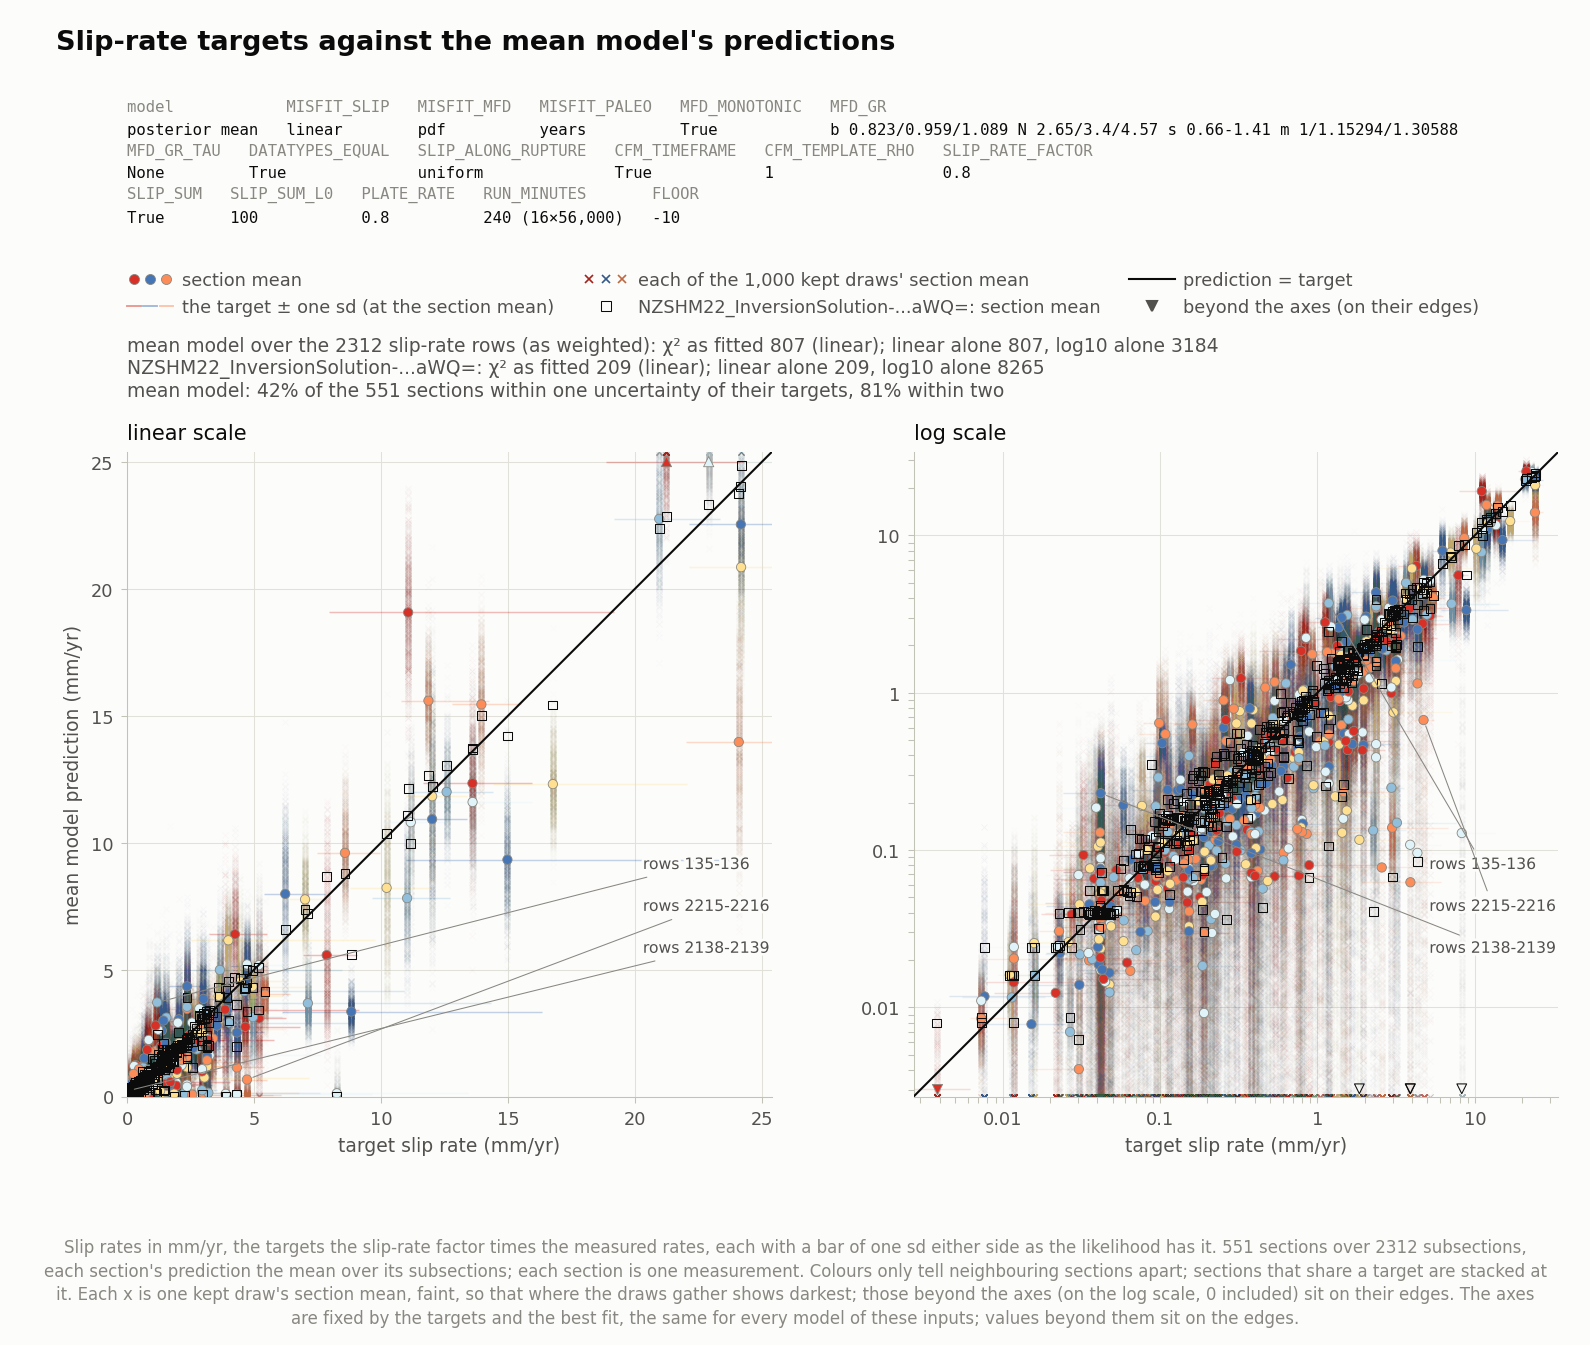 Slip-rate targets against the mean model's predictions
model MISFIT_SLIP MISFIT_MFD MISFIT_PALEO MFD_MONOTONIC MFD_GR
posterior mean linear pdf years True b 0.823/0.959/1.089 N 2.65/3.4/4.57 s 0.66-1.41 m 1/1.15294/1.30588
MFD_GR_TAU DATATYPES_EQUAL SLIP_ALONG_RUPTURE CFM_TIMEFRAME CFM_TEMPLATE_RHO SLIP_RATE_FACTOR
None True uniform True 1 0.8
SLIP_SUM SLIP_SUM_L0 PLATE_RATE RUN_MINUTES FLOOR
True 100 0.8 240 (16×56,000) -10
section mean
each of the 1,000 kept draws' section mean
prediction = target
the target ± one sd (at the section mean)
NZSHM22_InversionSolution-...aWQ=: section mean
beyond the axes (on their edges)
mean model over the 2312 slip-rate rows (as weighted): χ² as fitted 807 (linear); linear alone 807, log10 alone 3184
NZSHM22_InversionSolution-...aWQ=: χ² as fitted 209 (linear); linear alone 209, log10 alone 8265
mean model: 42% of the 551 sections within one uncertainty of their targets, 81% within two
linear scale
25
20
15
10
5
0
mean model prediction (mm/yr)
rows 135-136
rows 2215-2216
rows 2138-2139
0 5 10 15 20 25
target slip rate (mm/yr)
log scale
10
1
0.1
0.01
rows 135-136
rows 2215-2216
rows 2138-2139
0.01 0.1 1 10
target slip rate (mm/yr)
Slip rates in mm/yr, the targets the slip-rate factor times the measured rates, each with a bar of one sd either side as the likelihood has it. 551 sections over 2312 subsections,
each section's prediction the mean over its subsections; each section is one measurement. Colours only tell neighbouring sections apart; sections that share a target are stacked at
it. Each x is one kept draw's section mean, faint, so that where the draws gather shows darkest; those beyond the axes (on the log scale, 0 included) sit on their edges. The axes
are fixed by the targets and the best fit, the same for every model of these inputs; values beyond them sit on the edges.